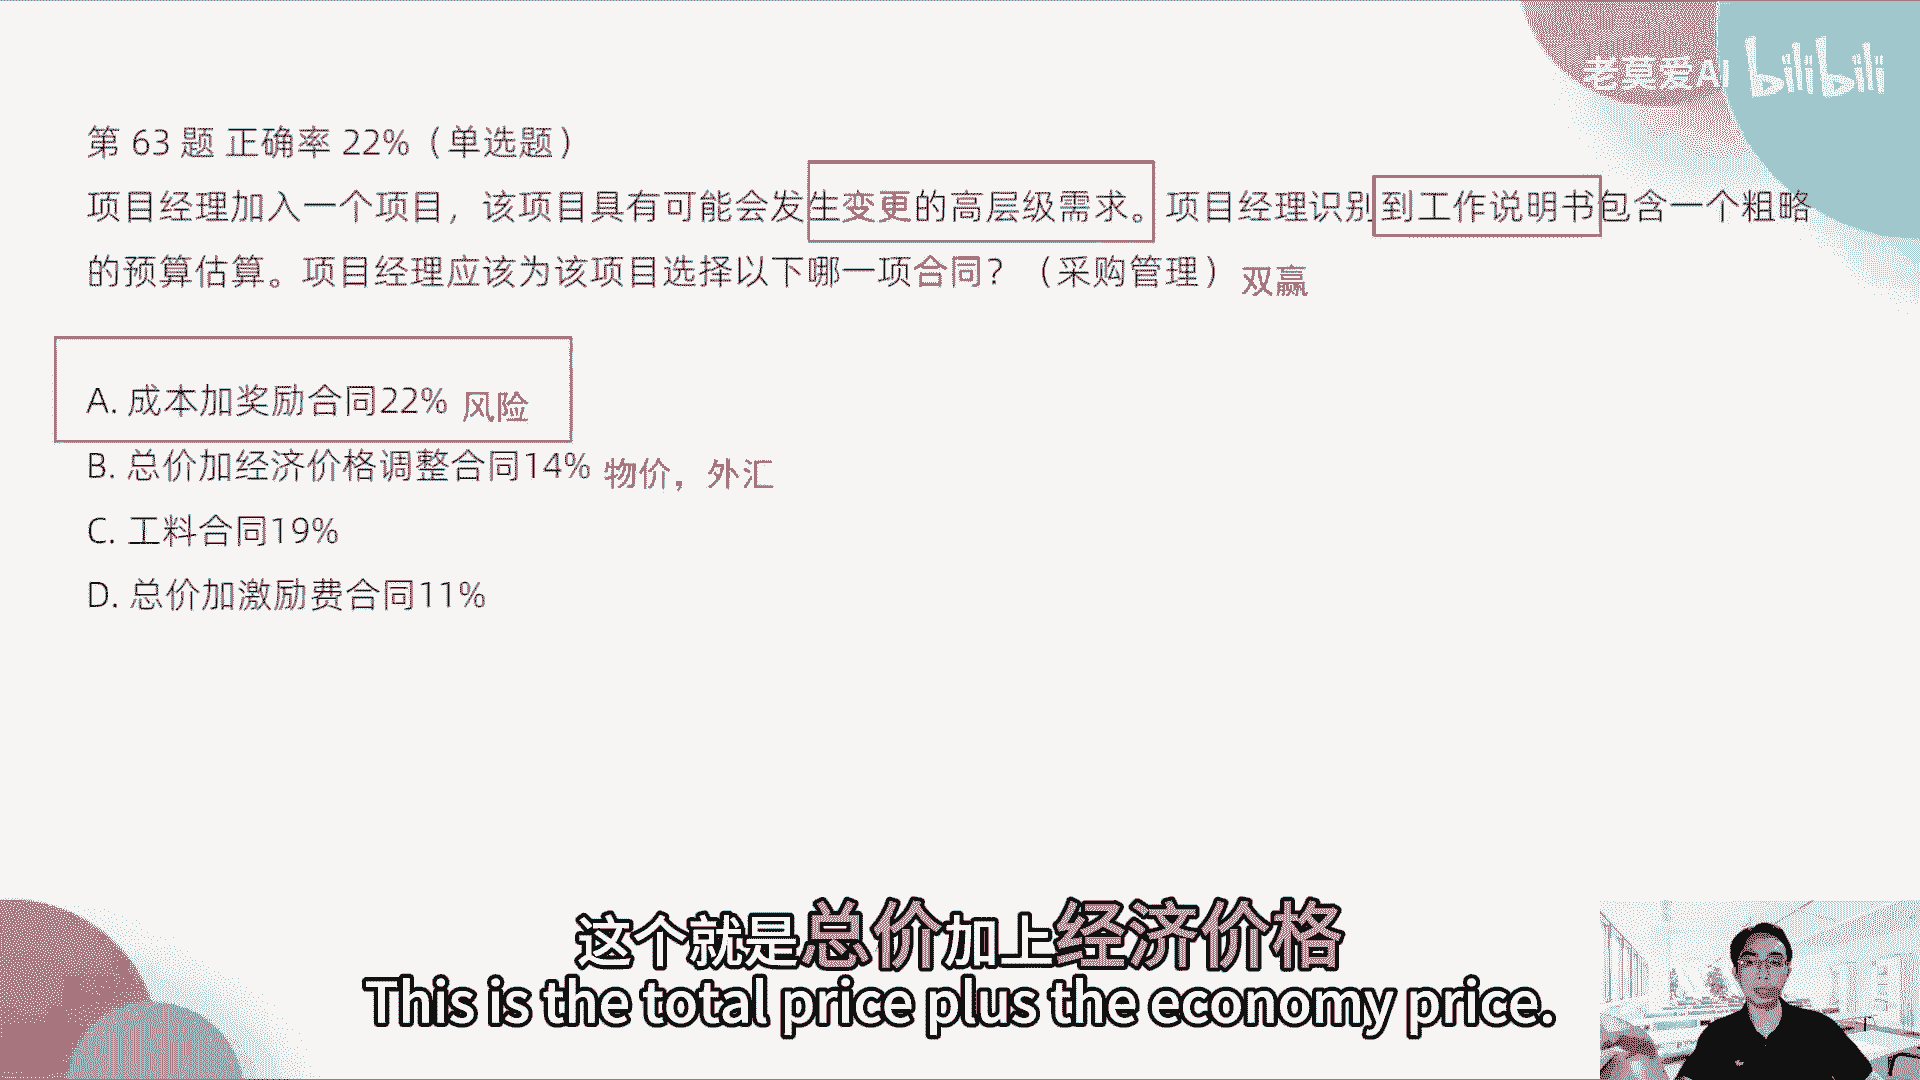 老莫爱AI bilibili
第 63 题 正确率 22%（单选题）
项目经理加入一个项目，该项目具有可能会发生变更的高层级需求。项目经理识别到工作说明书包含一个粗略
的预算估算。项目经理应该为该项目选择以下哪一项合同？（采购管理）双赢
A. 成本加奖励合同22% 风险
B. 总价加经济价格调整合同14% 物价，外汇
C. 工料合同19%
D. 总价加激励费合同11%
这个就是总价加上经济价格
This is the total price plus the economy price.